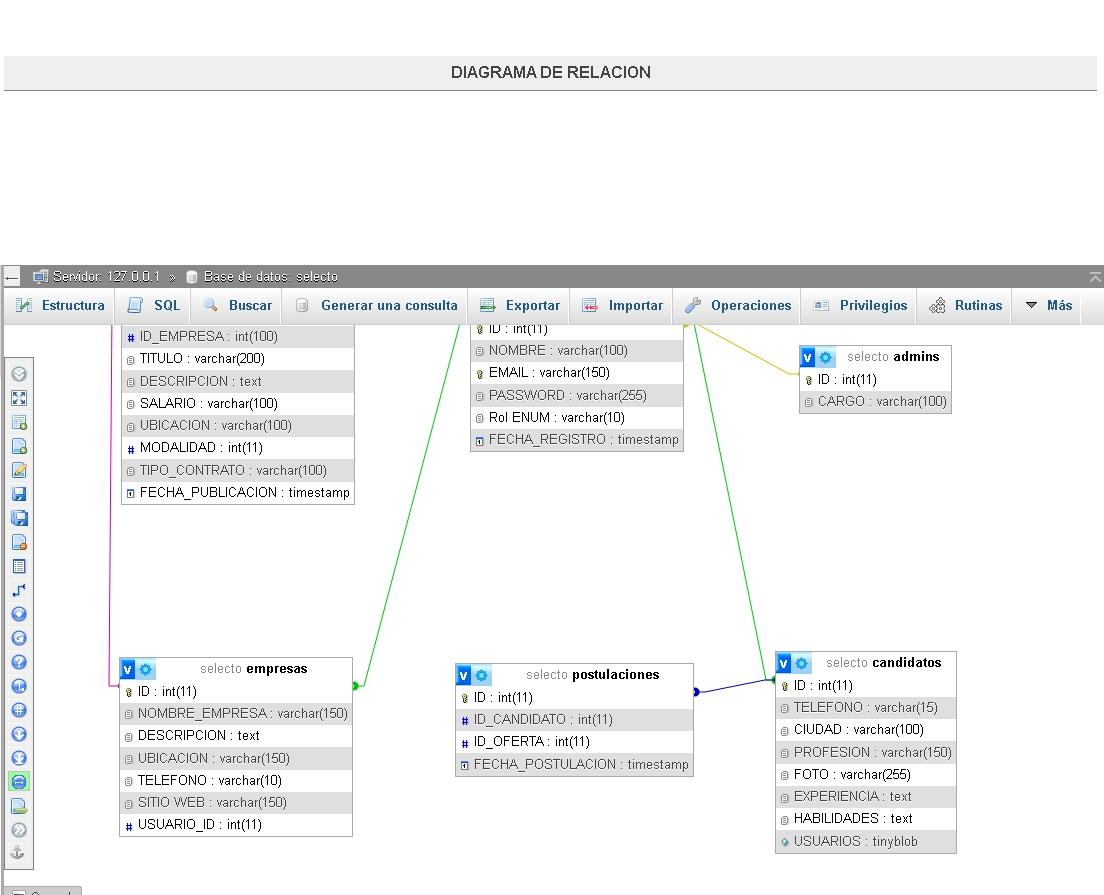 DIAGRAMA DE RELACION
Servidor: 127.0.0.1 » Base de datos: selecto
Estructura SQL Buscar Generar una consulta Exportar Importar Operaciones Privilegios Rutinas Más
ID_EMPRESA : int(100)
TITULO : varchar(200)
DESCRIPCION : text
SALARIO : varchar(100)
UBICACION : varchar(100)
MODALIDAD : int(11)
TIPO_CONTRATO : varchar(100)
FECHA_PUBLICACION : timestamp
ID : int(11)
NOMBRE : varchar(100)
EMAIL : varchar(150)
PASSWORD : varchar(255)
Rol ENUM : varchar(10)
FECHA_REGISTRO : timestamp
selecto admins
ID : int(11)
CARGO : varchar(100)
selecto empresas
ID : int(11)
NOMBRE_EMPRESA : varchar(150)
DESCRIPCION : text
UBICACION : varchar(150)
TELEFONO : varchar(10)
SITIO WEB : varchar(150)
USUARIO_ID : int(11)
selecto postulaciones
ID : int(11)
ID_CANDIDATO : int(11)
ID_OFERTA : int(11)
FECHA_POSTULACION : timestamp
selecto candidatos
ID : int(11)
TELEFONO : varchar(15)
CIUDAD : varchar(100)
PROFESION : varchar(150)
FOTO : varchar(255)
EXPERIENCIA : text
HABILIDADES : text
USUARIOS : tinyblob